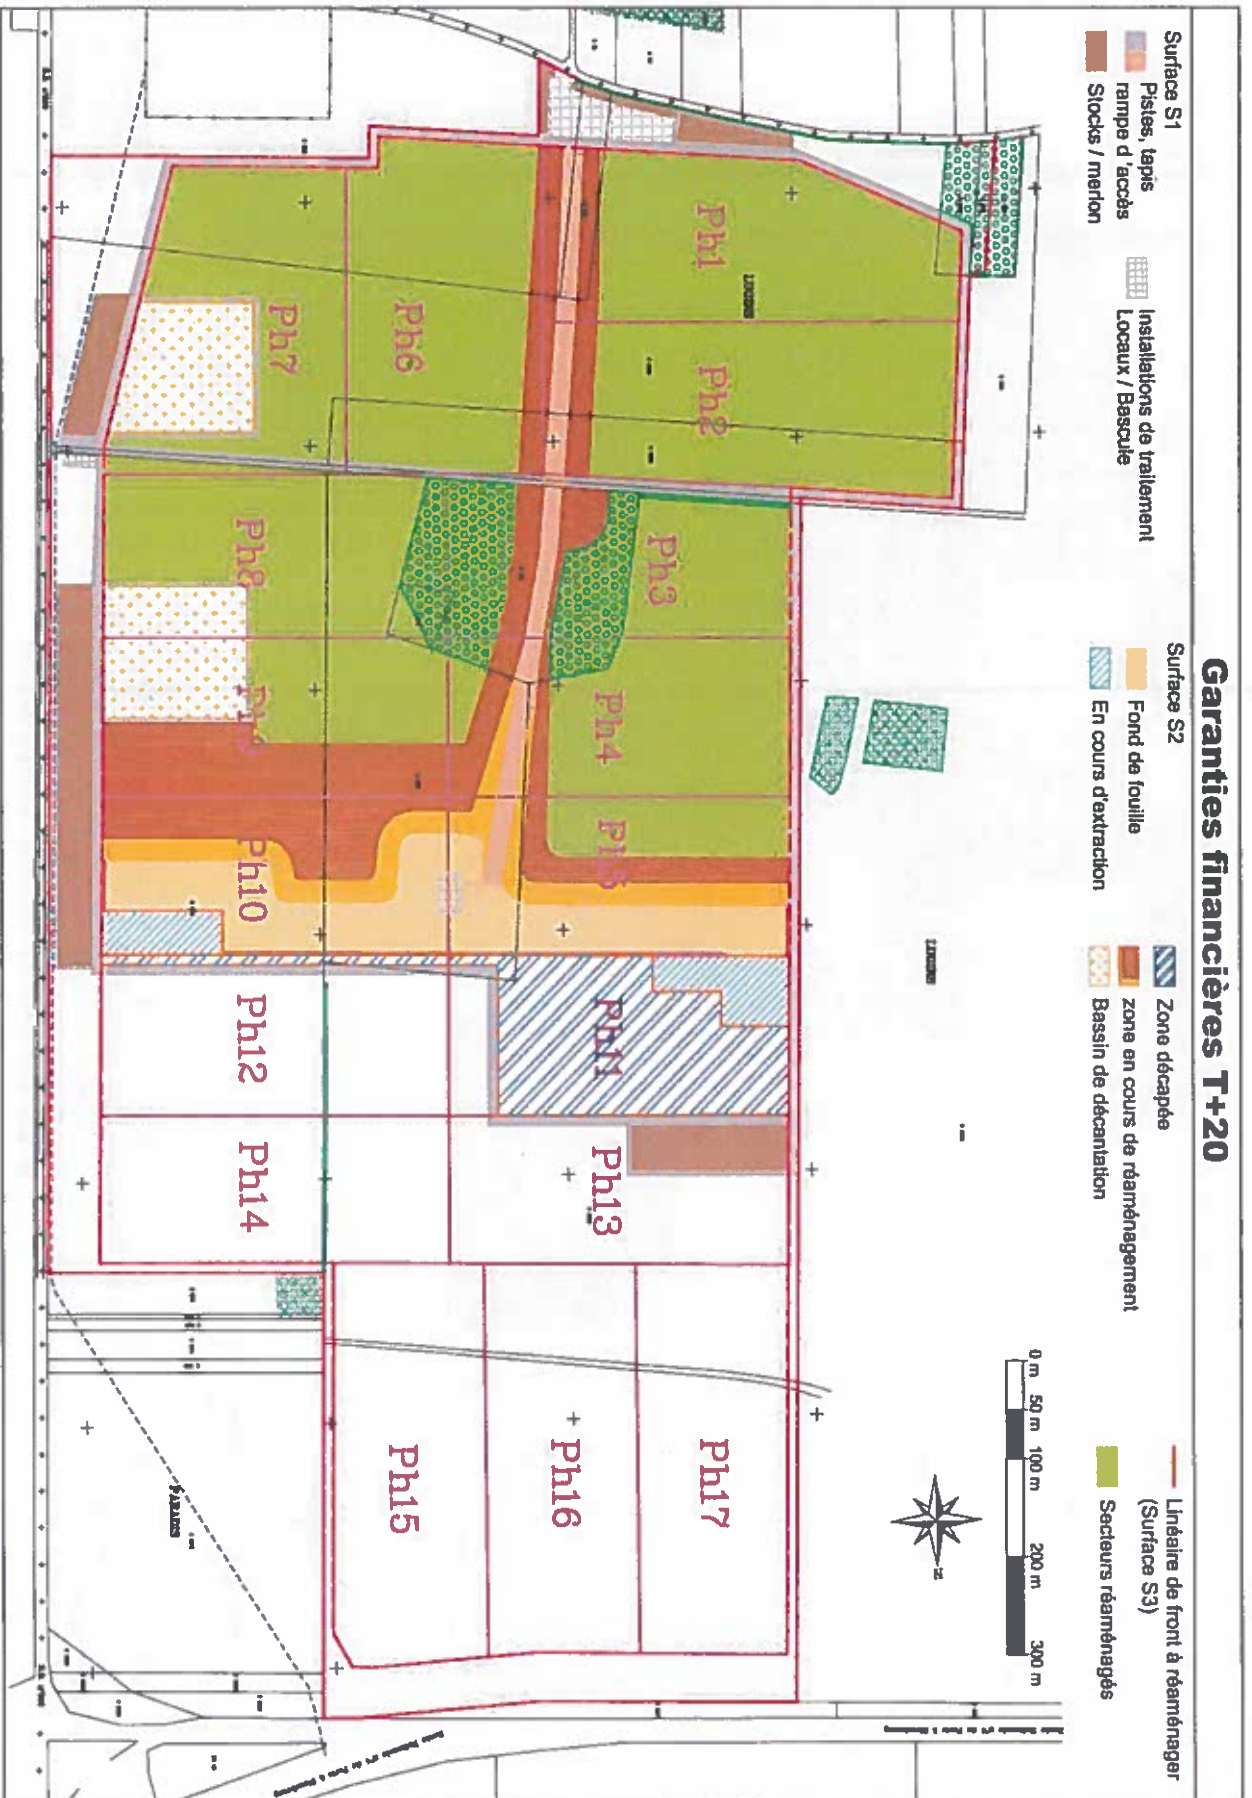 Garanties financières T+20
Surface S1
Pistes, tapis
rampe d'accès
Stocks / merlon
Installations de traitement
Locaux / Bascule
Surface S2
Fond de fouille
En cours d'extraction
Zone décapée
zone en cours de réaménagement
Bassin de décantation
Linéaire de front à réaménager
(Surface S3)
Secteurs réaménagés
0 m
50 m
100 m
200 m
300 m
Ph1
Ph2
Ph3
Ph4
Ph5
Ph6
Ph7
Ph8
Ph10
Ph11
Ph12
Ph13
Ph14
Ph15
Ph16
Ph17